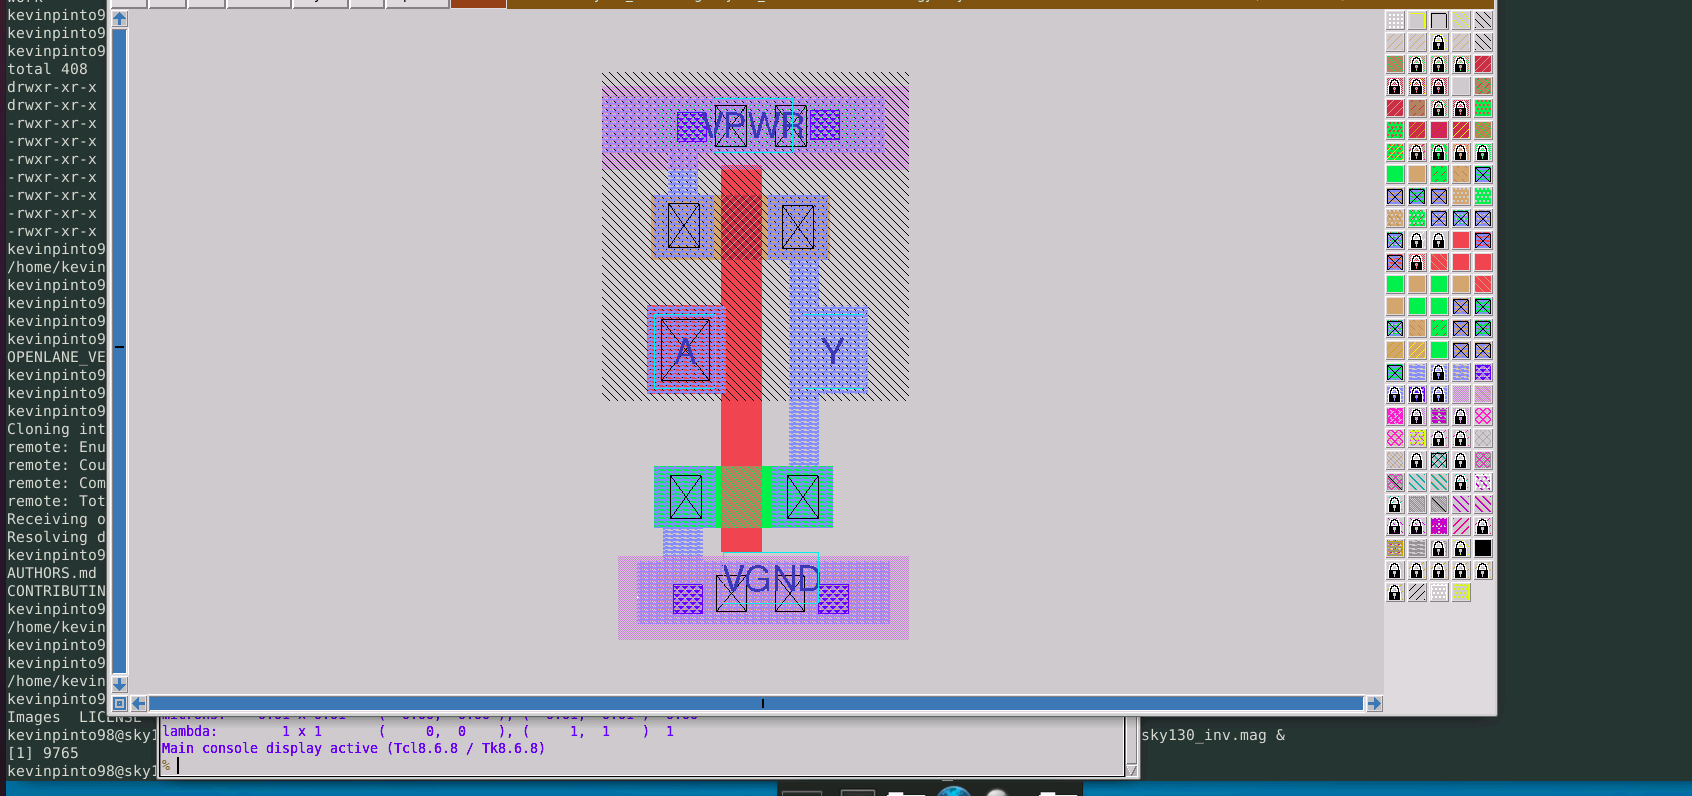 kevinpinto9
kevinpinto9
kevinpinto9
total 408
drwxr-xr-x
drwxr-xr-x
-rwxr-xr-x
-rwxr-xr-x
-rwxr-xr-x
-rwxr-xr-x
-rwxr-xr-x
-rwxr-xr-x
-rwxr-xr-x
kevinpinto9
/home/kevin
kevinpinto9
kevinpinto9
kevinpinto9
kevinpinto9
OPENLANE_VE
kevinpinto9
kevinpinto9
kevinpinto9
Cloning int
remote: Enu
remote: Cou
remote: Com
remote: Tot
Receiving o
Resolving d
kevinpinto9
AUTHORS.md
CONTRIBUTIN
kevinpinto9
/home/kevin
kevinpinto9
kevinpinto9
/home/kevin
kevinpinto9
Images LICENSE
kevinpinto98@sky1
[1] 9765
kevinpinto98@sky1
VPWR
A
Y
VGND
lambda: 1 x 1 ( 0, 0 ), ( 1, 1 ) 1
Main console display active (Tcl8.6.8 / Tk8.6.8)
%
sky130_inv.mag &